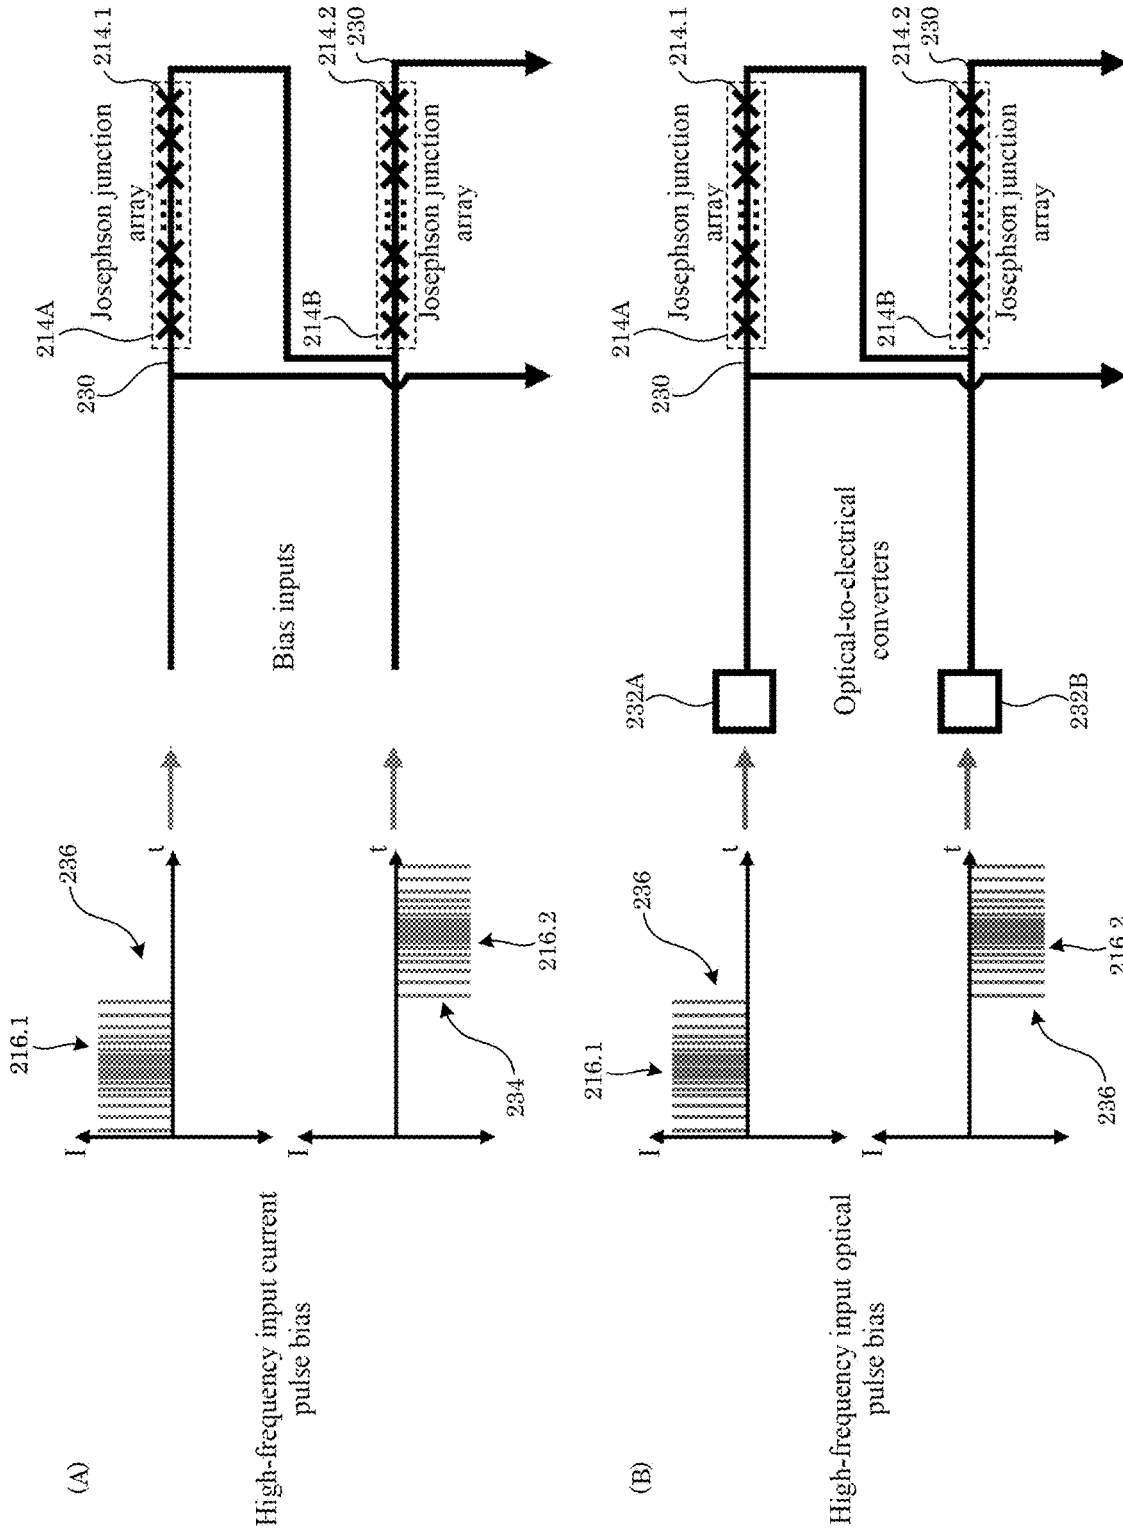 (A)
High-frequency input current
pulse bias
I
216.1
236
t
I
234
216.2
t
Bias inputs
230
214A
Josephson junction
array
214.1
214B
Josephson junction
array
214.2
230
(B)
High-frequency input optical
pulse bias
I
216.1
236
t
I
236
216.2
t
232A
Optical-to-electrical
converters
232B
230
214A
Josephson junction
array
214.1
214B
Josephson junction
array
214.2
230